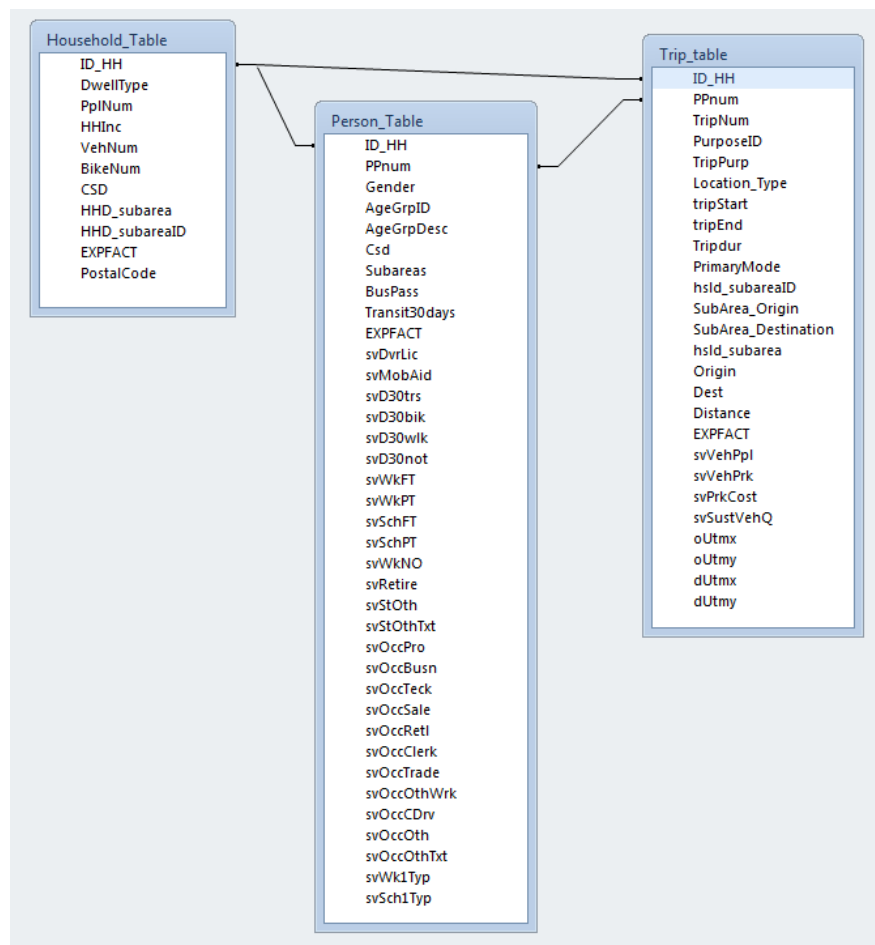 Household_Table
ID_HH
DwellType
PplNum
HHInc
VehNum
BikeNum
CSD
HHD_subarea
HHD_subareaID
EXPFACT
PostalCode
Person_Table
ID_HH
PPnum
Gender
AgeGrpID
AgeGrpDesc
Csd
Subareas
BusPass
Transit30days
EXPFACT
svDvrLic
svMobAid
svD30trs
svD30bik
svD30wlk
svD30not
svWkFT
svWkPT
svSchFT
svSchPT
svWkNO
svRetire
svStOth
svStOthTxt
svOccPro
svOccBusn
svOccTeck
svOccSale
svOccRetl
svOccClerk
svOccTrade
svOccOthWrk
svOccCDrv
svOccOth
svOccOthTxt
svWk1Typ
svSch1Typ
Trip_table
ID_HH
PPnum
TripNum
PurposeID
TripPurp
Location_Type
tripStart
tripEnd
Tripdur
PrimaryMode
hsld_subareaID
SubArea_Origin
SubArea_Destination
hsld_subarea
Origin
Dest
Distance
EXPFACT
svVehPpl
svVehPrk
svPrkCost
svSustVehQ
oUtmx
oUtmy
dUtmx
dUtmy